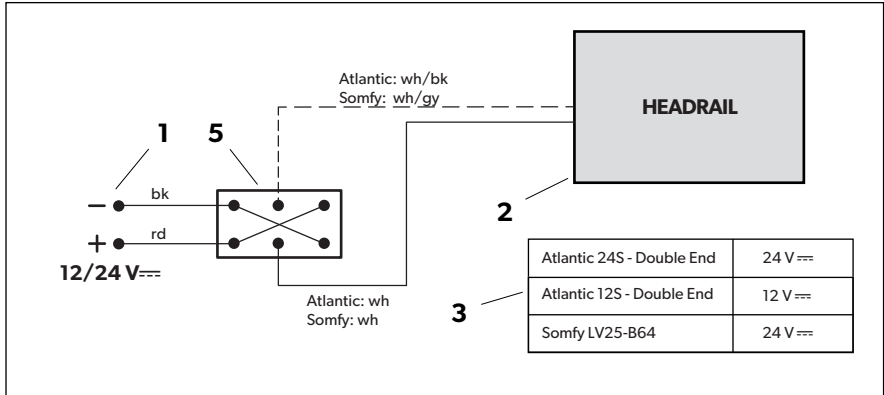 Atlantic: wh/bk
Somfy: wh/gy
HEADRAIL
1
5
− bk
+ rd
12/24 V⎓
2
Atlantic: wh
Somfy: wh
3
Atlantic 24S - Double End 24 V⎓
Atlantic 12S - Double End 12 V⎓
Somfy LV25-B64 24 V⎓